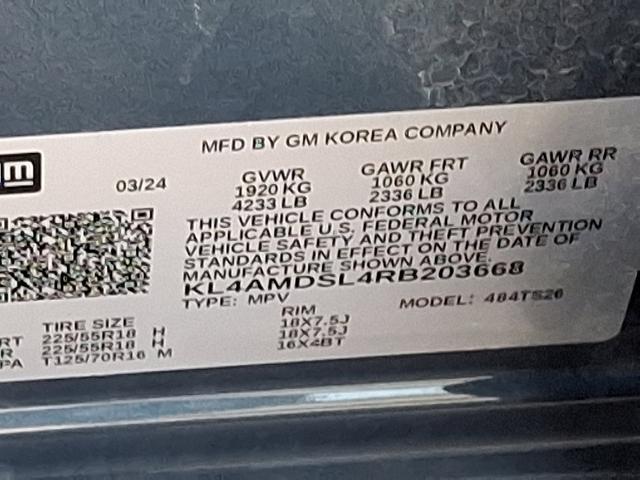 MFD BY GM KOREA COMPANY
m
03/24
GVWR
1920 KG
4233 LB
GAWR FRT
1060 KG
2336 LB
GAWR RR
1060 KG
2336 LB
THIS VEHICLE CONFORMS TO ALL
APPLICABLE U.S. FEDERAL MOTOR
VEHICLE SAFETY AND THEFT PREVENTION
STANDARDS IN EFFECT ON THE DATE OF
MANUFACTURE SHOWN ABOVE.
KL4AMDSL4RB203668
TYPE: MPV
MODEL: 4B4TS26
TIRE SIZE
RIM
RT 225/55R18 H 18X7.5J
R 225/55R18 H 18X7.5J
PA T125/70R16 M 16X4BT